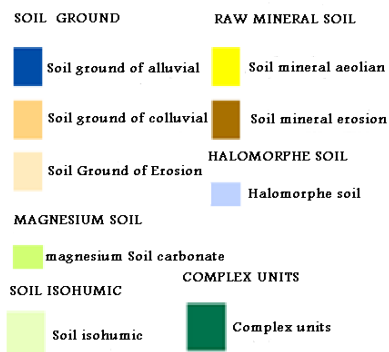 SOIL GROUND
Soil ground of alluvial
Soil ground of colluvial
Soil Ground of Erosion
MAGNESIUM SOIL
magnesium Soil carbonate
SOIL ISOHUMIC
Soil isohumic
RAW MINERAL SOIL
Soil mineral aeolian
Soil mineral erosion
HALOMORPHE SOIL
Halomorphe soil
COMPLEX UNITS
Complex units